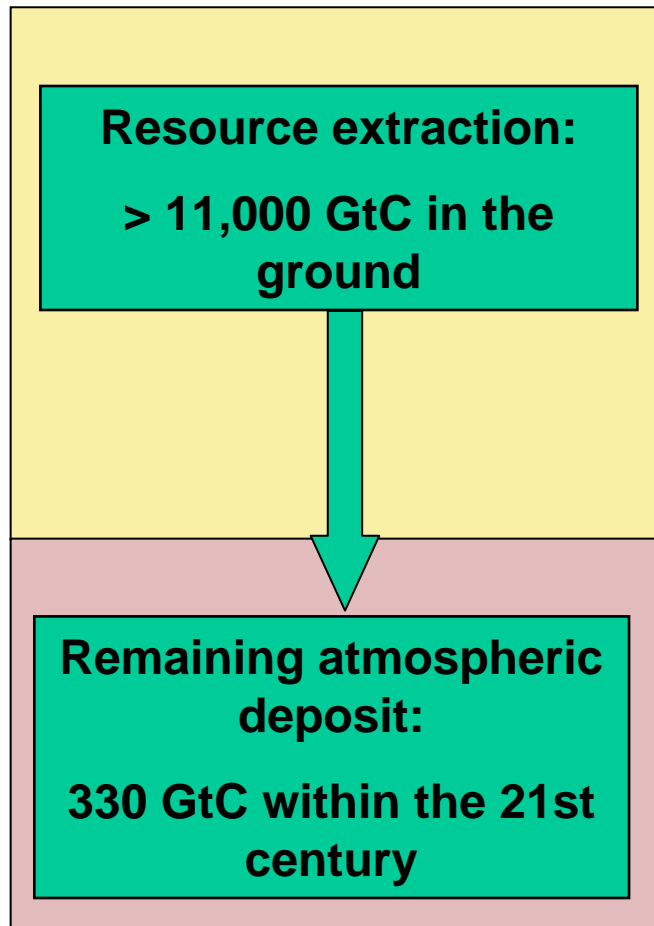 Resource extraction:
> 11,000 GtC in the
ground
Remaining atmospheric
deposit:
330 GtC within the 21st
century